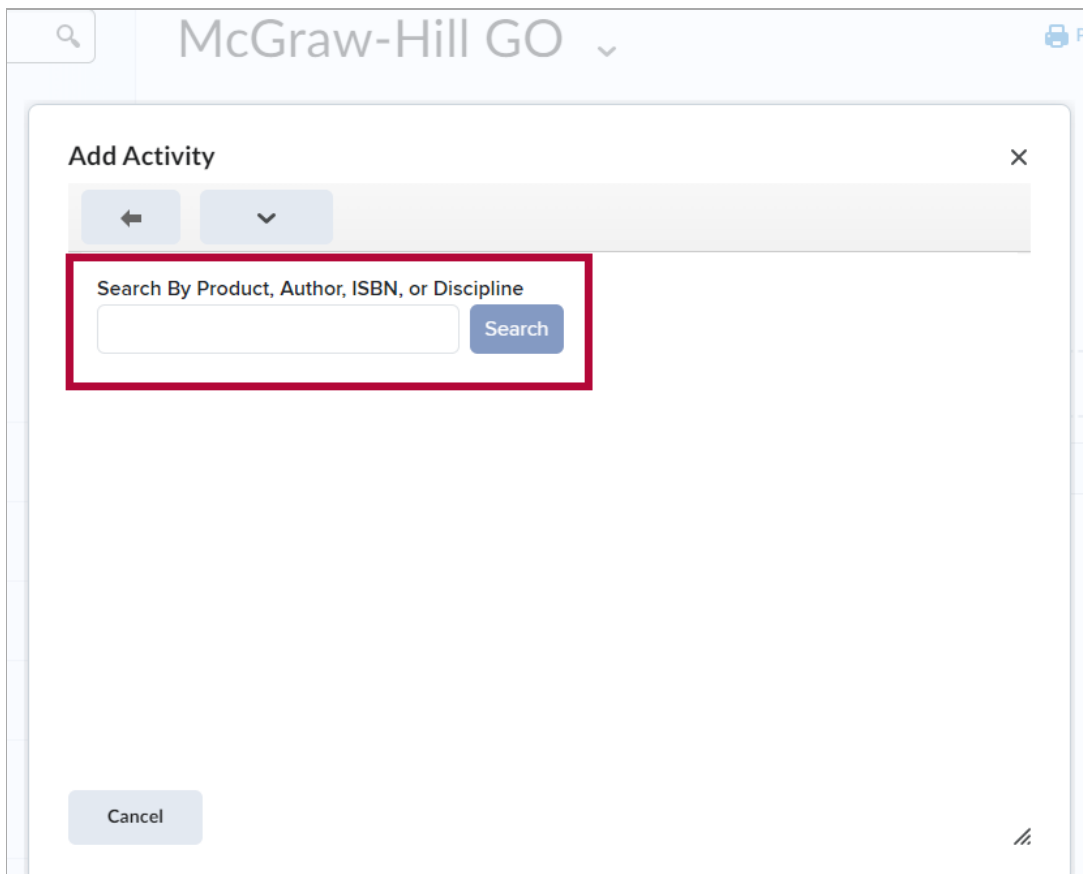 McGraw-Hill GO
Add Activity
Search By Product, Author, ISBN, or Discipline
Search
Cancel